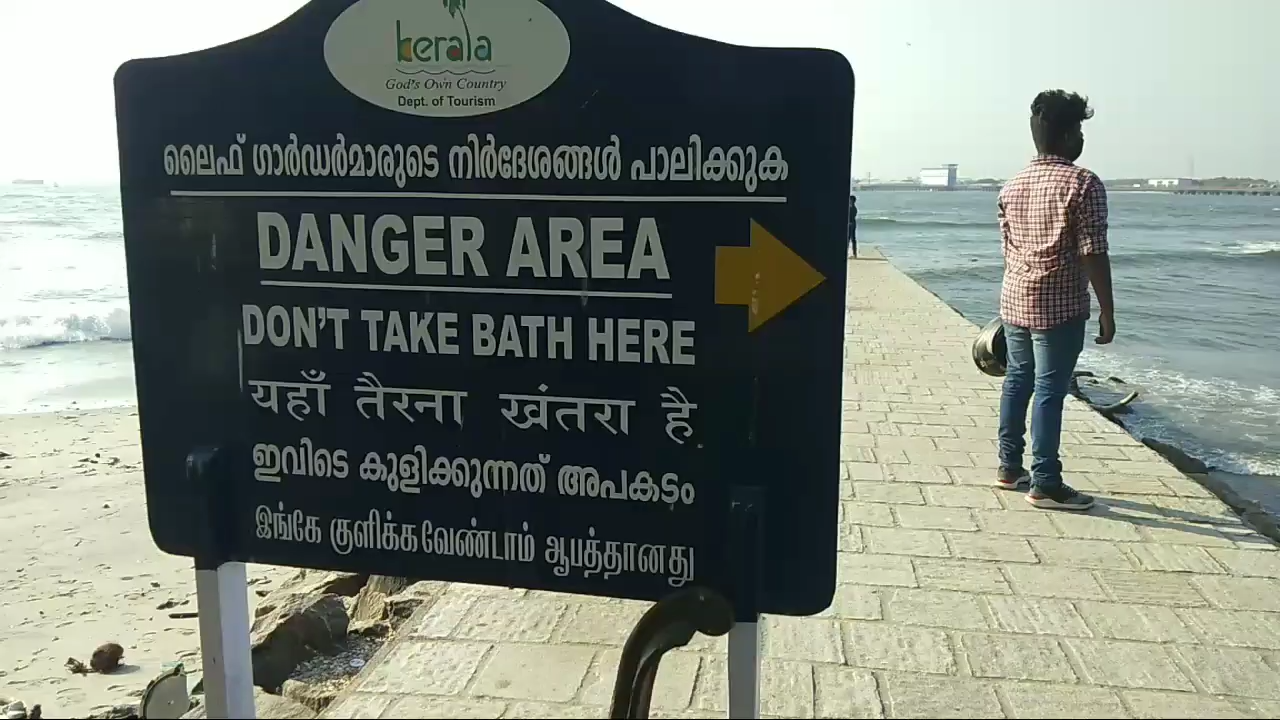 kerala
God's Own Country
Dept. of Tourism
ലൈഫ് ഗാർഡർമാരുടെ നിർദേശങ്ങൾ പാലിക്കുക
DANGER AREA
DON'T TAKE BATH HERE
यहाँ तैरना खंतरा है
ഇവിടെ കുളിക്കുന്നത് അപകടം
இங்கே குளிக்க வேண்டாம் ஆபத்தானது